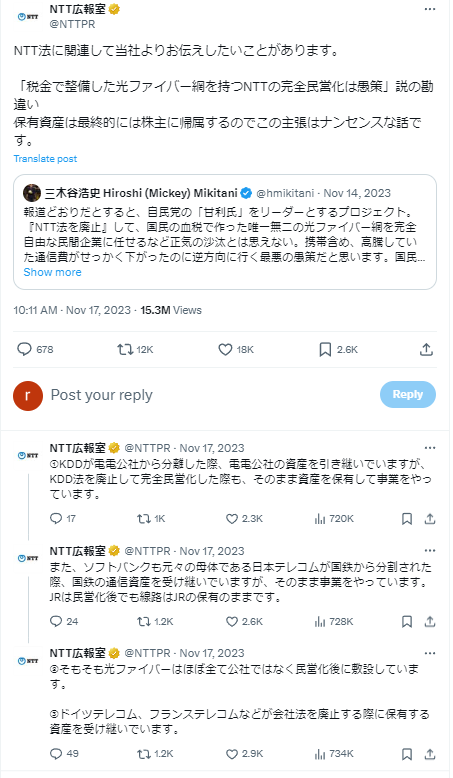 NTT広報室
@NTTPR
NTT法に関連して当社よりお伝えしたいことがあります。
「税金で整備した光ファイバー網を持つNTTの完全民営化は愚策」説の勘
違い
保有資産は最終的には株主に帰属するのでこの主張はナンセンスな話で
す。
Translate post
三木谷浩史 Hiroshi (Mickey) Mikitani @hmikitani · Nov 14, 2023
報道どおりだとすると、自民党の「甘利氏」をリーダーとするプロジェクト。
『NTT法を廃止』して、国民の血税で作った唯一無二の光ファイバー網を完全
自由な民間企業に任せるなど正気の沙汰とは思えない。携帯含め、高騰してい
た通信費がせっかく下がったのに逆方向に行く最悪の愚策だと思います。国民...
Show more
10:11 AM · Nov 17, 2023 · 15.3M Views
678 12K 18K 2.6K
r Post your reply Reply
NTT NTT広報室 @NTTPR · Nov 17, 2023
①KDDが電電公社から分離した際、電電公社の資産を引き継いでいますが、
KDD法を廃止して完全民営化した際も、そのまま資産を保有して事業をやっ
ています。
17 1K 2.3K 720K
NTT NTT広報室 @NTTPR · Nov 17, 2023
また、ソフトバンクも元々の母体である日本テレコムが国鉄から分割された
際、国鉄の通信資産を受け継いでいますが、そのまま事業をやっています。
JRは民営化後でも線路はJRの保有のままです。
24 1.2K 2.6K 728K
NTT NTT広報室 @NTTPR · Nov 17, 2023
②そもそも光ファイバーはほぼ全て公社ではなく民営化後に敷設していま
す。
③ドイツテレコム、フランステレコムなどが会社法を廃止する際に保有する
資産を受け継いでいます。
49 1.2K 2.9K 734K